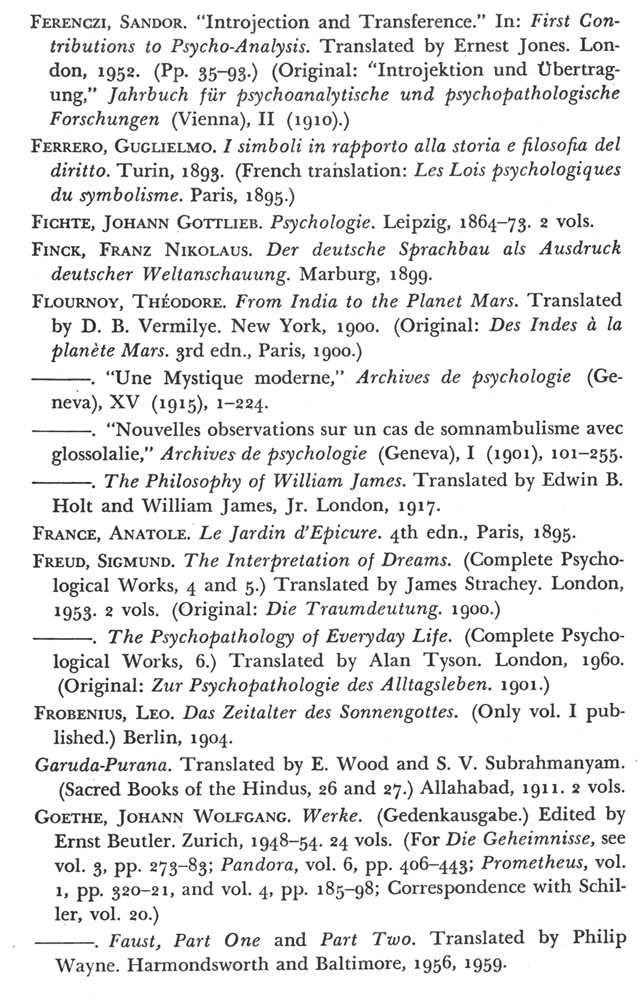 FERENCZI, SANDOR. “Introjection and Transference.” In: First Con-
tributions to Psycho-Analysis. Translated by Ernest Jones. Lon-
don, 1952. (Pp. 35–93.) (Original: “Introjektion und Übertrag-
ung,” Jahrbuch für psychoanalytische und psychopathologische
Forschungen (Vienna), II (1910).)
FERRERO, GUGLIELMO. I simboli in rapporto alla storia e filosofia del
diritto. Turin, 1893. (French translation: Les Lois psychologiques
du symbolisme. Paris, 1895.)
FICHTE, JOHANN GOTTLIEB. Psychologie. Leipzig, 1864–73. 2 vols.
FINCK, FRANZ NIKOLAUS. Der deutsche Sprachbau als Ausdruck
deutscher Weltanschauung. Marburg, 1899.
FLOURNOY, THÉODORE. From India to the Planet Mars. Translated
by D. B. Vermilye. New York, 1900. (Original: Des Indes à la
planète Mars. 3rd edn., Paris, 1900.)
———. “Une Mystique moderne,” Archives de psychologie (Ge-
neva), XV (1915), 1–224.
———. “Nouvelles observations sur un cas de somnambulisme avec
glossolalie,” Archives de psychologie (Geneva), I (1901), 101–255.
———. The Philosophy of William James. Translated by Edwin B.
Holt and William James, Jr. London, 1917.
FRANCE, ANATOLE. Le Jardin d’Epicure. 4th edn., Paris, 1895.
FREUD, SIGMUND. The Interpretation of Dreams. (Complete Psycho-
logical Works, 4 and 5.) Translated by James Strachey. London,
1953. 2 vols. (Original: Die Traumdeutung. 1900.)
———. The Psychopathology of Everyday Life. (Complete Psycho-
logical Works, 6.) Translated by Alan Tyson. London, 1960.
(Original: Zur Psychopathologie des Alltagsleben. 1901.)
FROBENIUS, LEO. Das Zeitalter des Sonnengottes. (Only vol. I pub-
lished.) Berlin, 1904.
Garuda-Purana. Translated by E. Wood and S. V. Subrahmanyam.
(Sacred Books of the Hindus, 26 and 27.) Allahabad, 1911. 2 vols.
GOETHE, JOHANN WOLFGANG. Werke. (Gedenkausgabe.) Edited by
Ernst Beutler. Zurich, 1948–54. 24 vols. (For Die Geheimnisse, see
vol. 3, pp. 273–83; Pandora, vol. 6, pp. 406–443; Prometheus, vol.
1, pp. 320–21, and vol. 4, pp. 185–98; Correspondence with Schil-
ler, vol. 20.)
———. Faust, Part One and Part Two. Translated by Philip
Wayne. Harmondsworth and Baltimore, 1956, 1959.